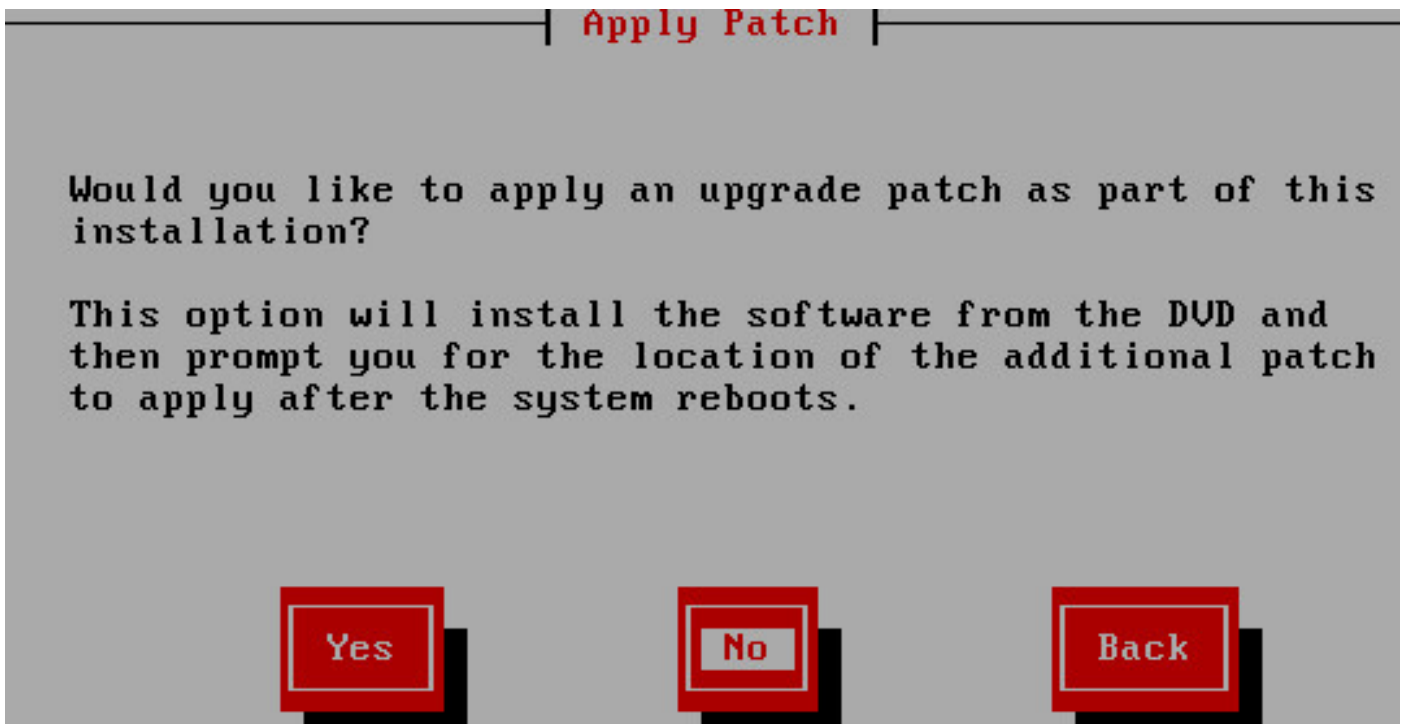 Apply Patch
Would you like to apply an upgrade patch as part of this
installation?
This option will install the software from the DVD and
then prompt you for the location of the additional patch
to apply after the system reboots.
Yes No Back